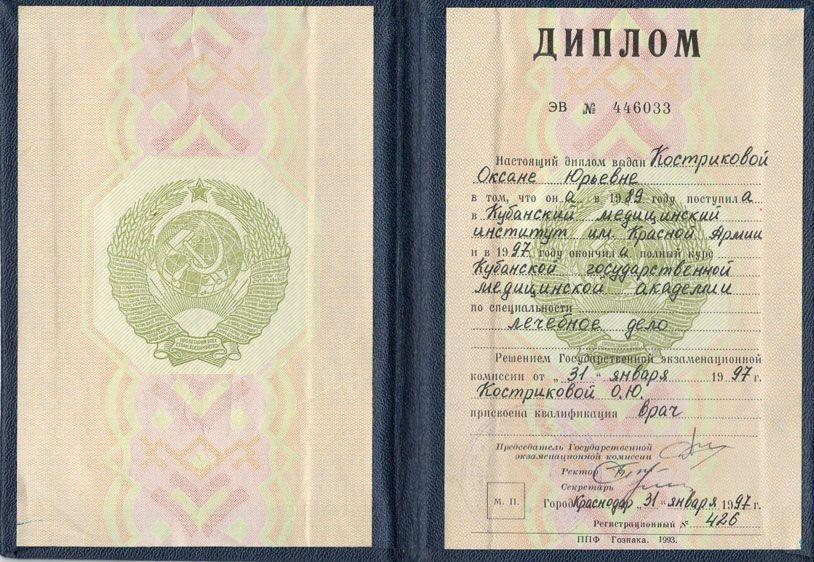 ДИПЛОМ
ЭВ № 446033
Настоящий диплом выдан Костриковой
Оксане Юрьевне
в том, что он а в 1989 году поступил а
в Кубанский медицинский
институт им. Красной Армии
и в 1997 году окончил а полный курс
Кубанской государственной
медицинской академии
по специальности
лечебное дело
Решением Государственной экзаменационной
комиссии от „31“ января 1997 г.
Костриковой О.Ю.
присвоена квалификация врач
Председатель Государственной
экзаменационной комиссии
Ректор
Секретарь
М. П.
Город Краснодар „31“ января 1997 г.
Регистрационный № 426
ППФ Гознака. 1993.